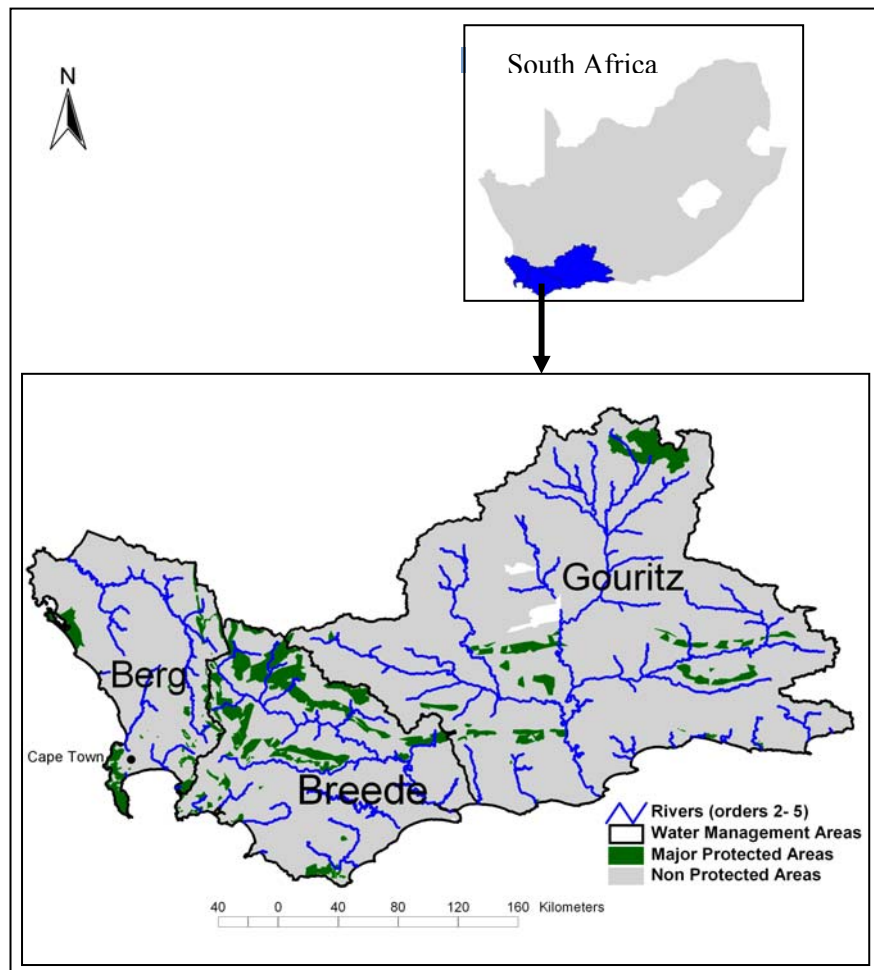 N
South Africa
Gouritz
Berg
Cape Town
Breede
Rivers (orders 2- 5)
Water Management Areas
Major Protected Areas
Non Protected Areas
40 0 40 80 120 160 Kilometers